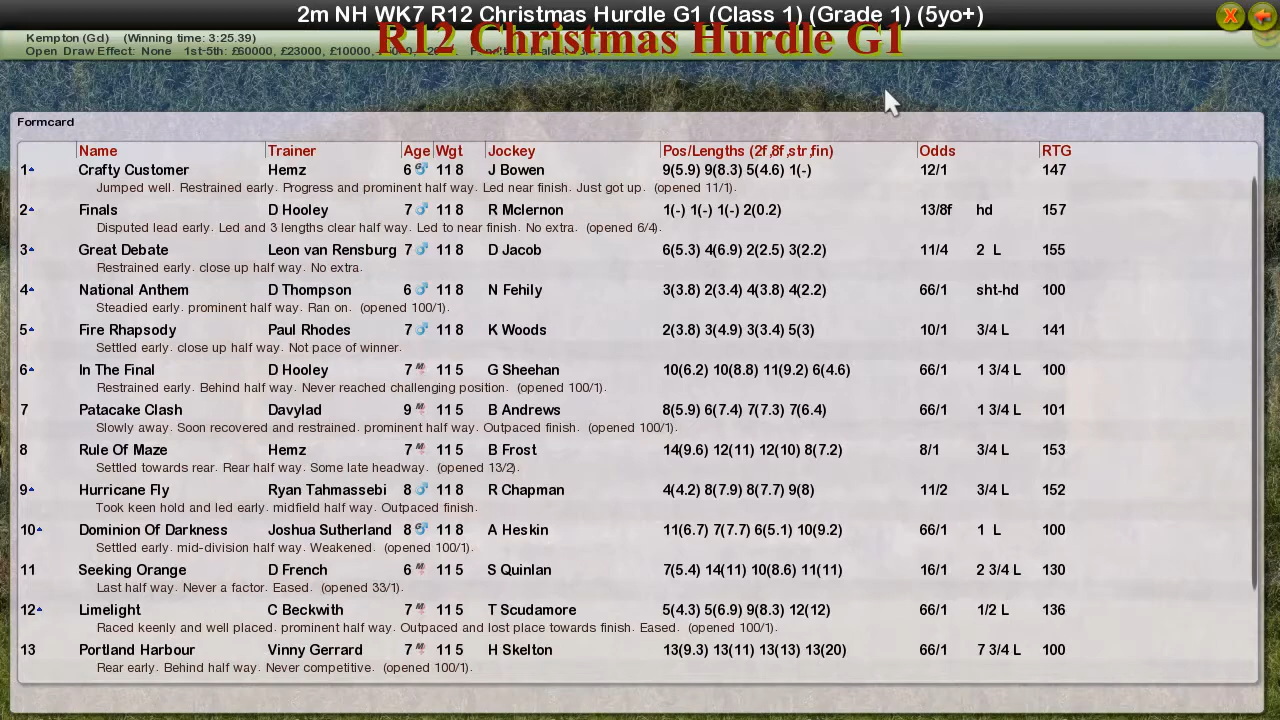 2m NH WK7 R12 Christmas Hurdle G1 (Class 1) (Grade 1) (5yo+)
R12 Christmas Hurdle G1
Kempton (Gd) (Winning time: 3:25.39)
Open Draw Effect: None 1st-5th: £60000, £23000, £10000,
Formcard
Name Trainer Age Wgt Jockey Pos/Lengths (2f,8f,str,fin) Odds RTG
1 Crafty Customer Hemz 6 11 8 J Bowen 9(5.9) 9(8.3) 5(4.6) 1(-) 12/1 147
Jumped well. Restrained early. Progress and prominent half way. Led near finish. Just got up. (opened 11/1).
2 Finals D Hooley 7 11 8 R Mclernon 1(-) 1(-) 1(-) 2(0.2) 13/8f hd 157
Disputed lead early. Led and 3 lengths clear half way. Led to near finish. No extra. (opened 6/4).
3 Great Debate Leon van Rensburg 7 11 8 D Jacob 6(5.3) 4(6.9) 2(2.5) 3(2.2) 11/4 2 L 155
Restrained early. close up half way. No extra.
4 National Anthem D Thompson 6 11 8 N Fehily 3(3.8) 2(3.4) 4(3.8) 4(2.2) 66/1 sht-hd 100
Steadied early. prominent half way. Ran on. (opened 100/1).
5 Fire Rhapsody Paul Rhodes 7 11 8 K Woods 2(3.8) 3(4.9) 3(3.4) 5(3) 10/1 3/4 L 141
Settled early. close up half way. Not pace of winner.
6 In The Final D Hooley 7 11 5 G Sheehan 10(6.2) 10(8.8) 11(9.2) 6(4.6) 66/1 1 3/4 L 100
Restrained early. Behind half way. Never reached challenging position. (opened 100/1).
7 Patacake Clash Davylad 9 11 5 B Andrews 8(5.9) 6(7.4) 7(7.3) 7(6.4) 66/1 1 3/4 L 101
Slowly away. Soon recovered and restrained. prominent half way. Outpaced finish. (opened 100/1).
8 Rule Of Maze Hemz 7 11 5 B Frost 14(9.6) 12(11) 12(10) 8(7.2) 8/1 3/4 L 153
Settled towards rear. Rear half way. Some late headway. (opened 13/2).
9 Hurricane Fly Ryan Tahmassebi 8 11 8 R Chapman 4(4.2) 8(7.9) 8(7.7) 9(8) 11/2 3/4 L 152
Took keen hold and led early. midfield half way. Outpaced finish.
10 Dominion Of Darkness Joshua Sutherland 8 11 8 A Heskin 11(6.7) 7(7.7) 6(5.1) 10(9.2) 66/1 1 L 100
Settled early. mid-division half way. Weakened. (opened 100/1).
11 Seeking Orange D French 6 11 5 S Quinlan 7(5.4) 14(11) 10(8.6) 11(11) 16/1 2 3/4 L 130
Last half way. Never a factor. Eased. (opened 33/1).
12 Limelight C Beckwith 7 11 5 T Scudamore 5(4.3) 5(6.9) 9(8.3) 12(12) 66/1 1/2 L 136
Raced keenly and well placed. prominent half way. Outpaced and lost place towards finish. Eased. (opened 100/1).
13 Portland Harbour Vinny Gerrard 7 11 5 H Skelton 13(9.3) 13(11) 13(13) 13(20) 66/1 7 3/4 L 100
Rear early. Behind half way. Never competitive. (opened 100/1).